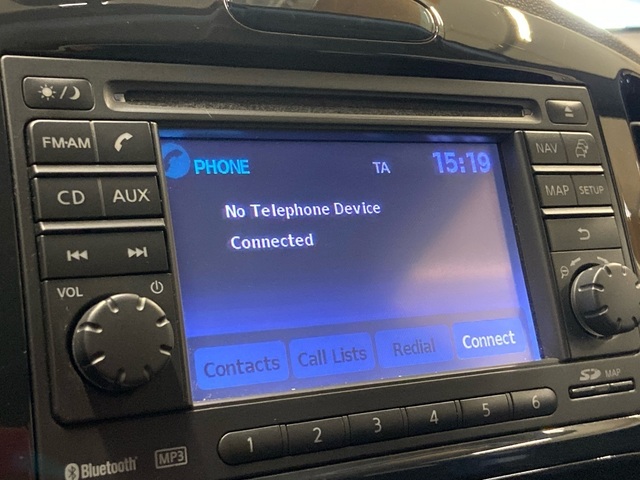 FM·AM
CD
AUX
VOL
PHONE
TA
15:19
No Telephone Device
Connected
Contacts
Call Lists
Redial
Connect
NAV
MAP
SETUP
SD MAP
1
2
3
4
5
6
Bluetooth
MP3